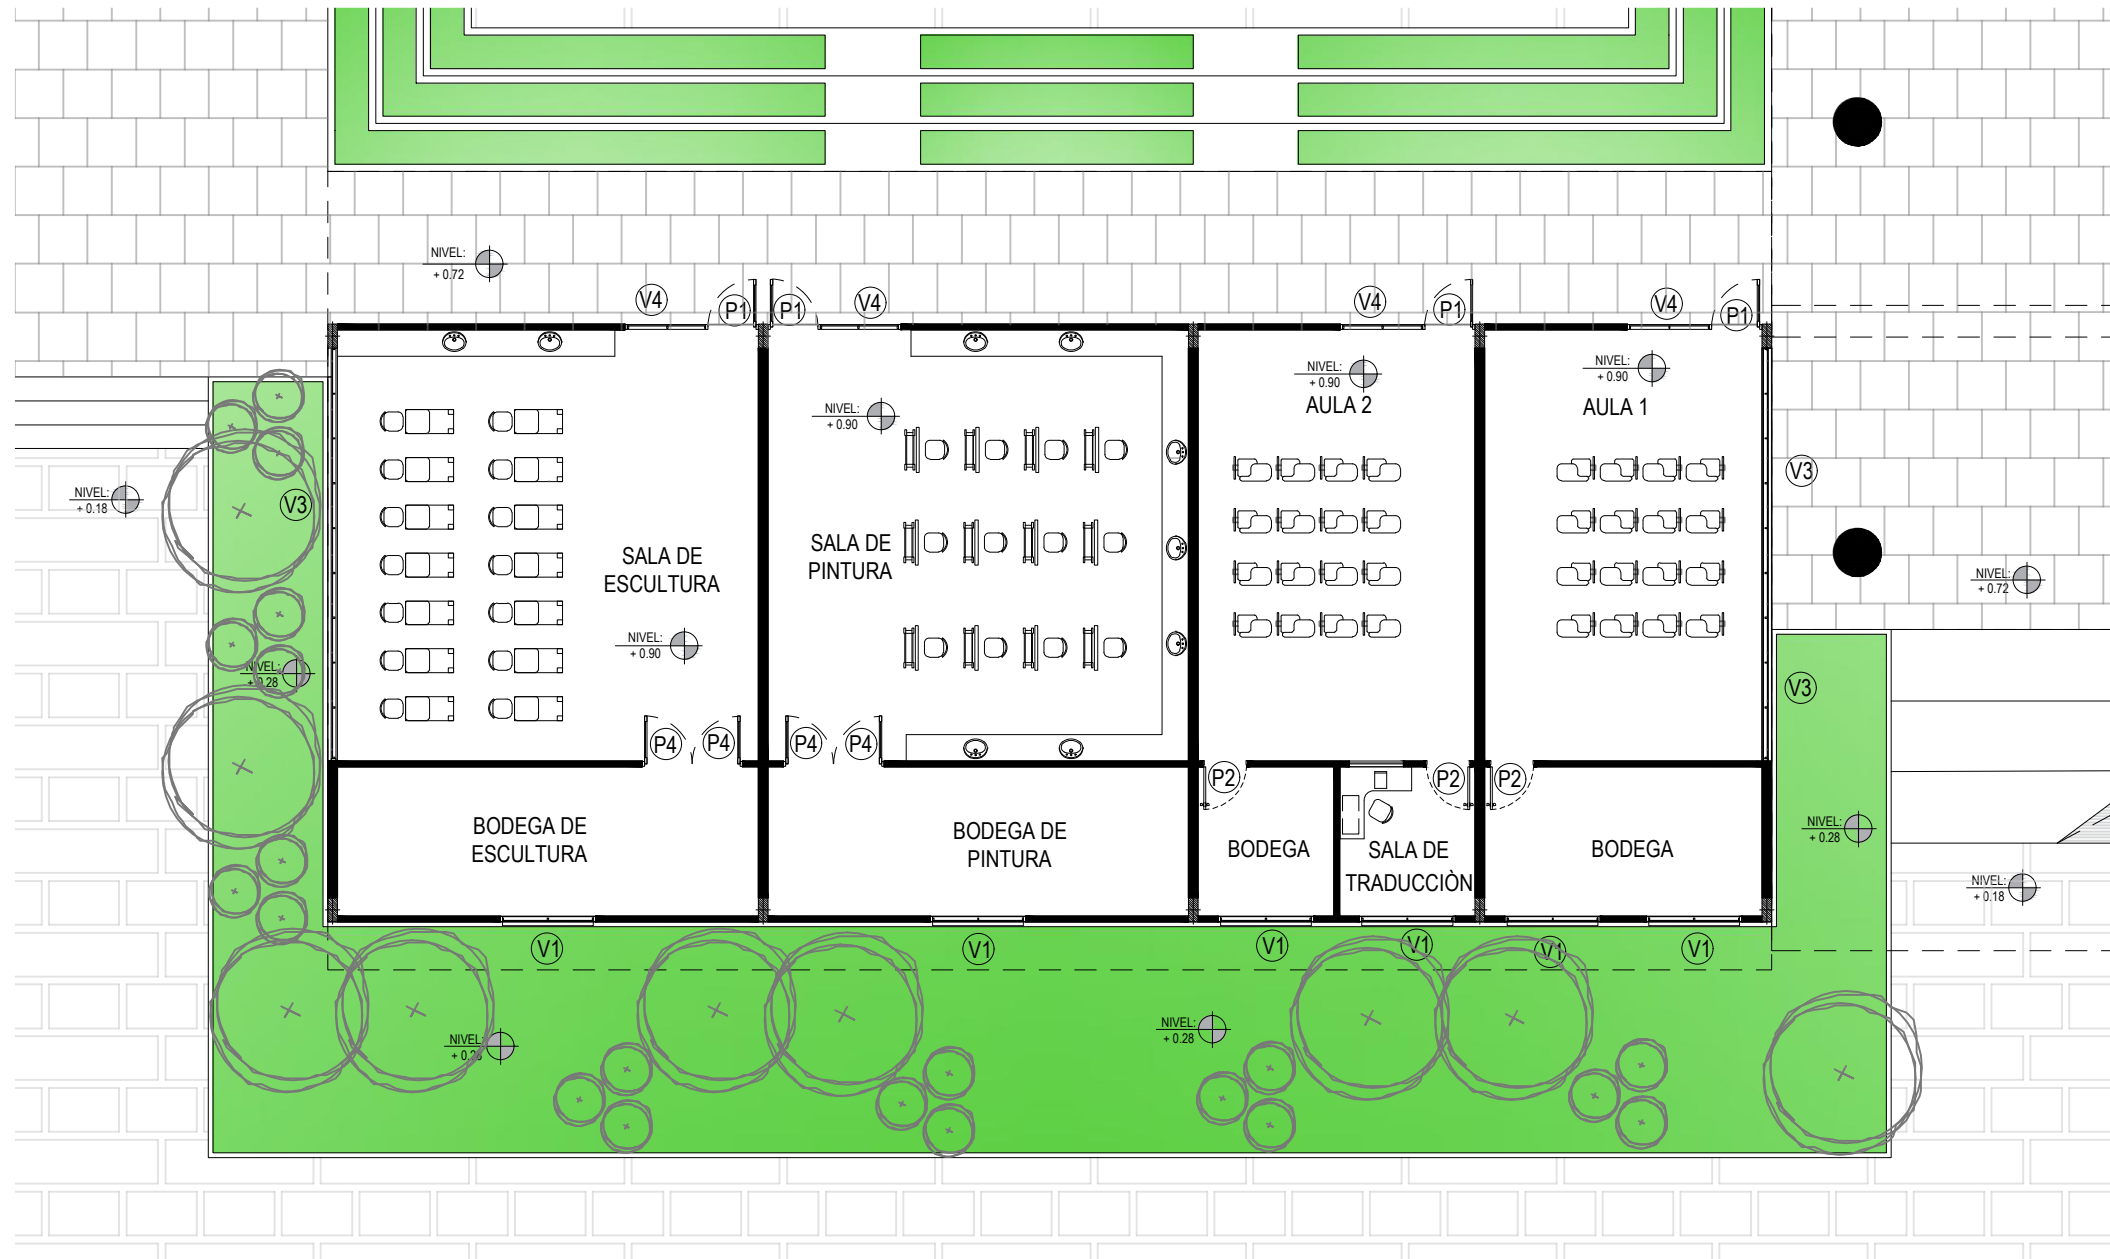 NIVEL:
+ 0.72
V4
P1
P1
V4
V4
P1
V4
P1
NIVEL:
+ 0.90
AULA 2
NIVEL:
+ 0.90
AULA 1
NIVEL:
+ 0.90
V3
V3
NIVEL:
+ 0.18
SALA DE
ESCULTURA
SALA DE
PINTURA
NIVEL:
+ 0.72
NIVEL:
+ 0.90
NIVEL:
+ 0.28
V3
P4
P4
P4
P4
P2
P2
P2
BODEGA DE
ESCULTURA
BODEGA DE
PINTURA
BODEGA
SALA DE
TRADUCCIÒN
BODEGA
NIVEL:
+ 0.28
NIVEL:
+ 0.18
V1
V1
V1
V1
V1
V1
NIVEL:
+ 0.28
NIVEL:
+ 0.28